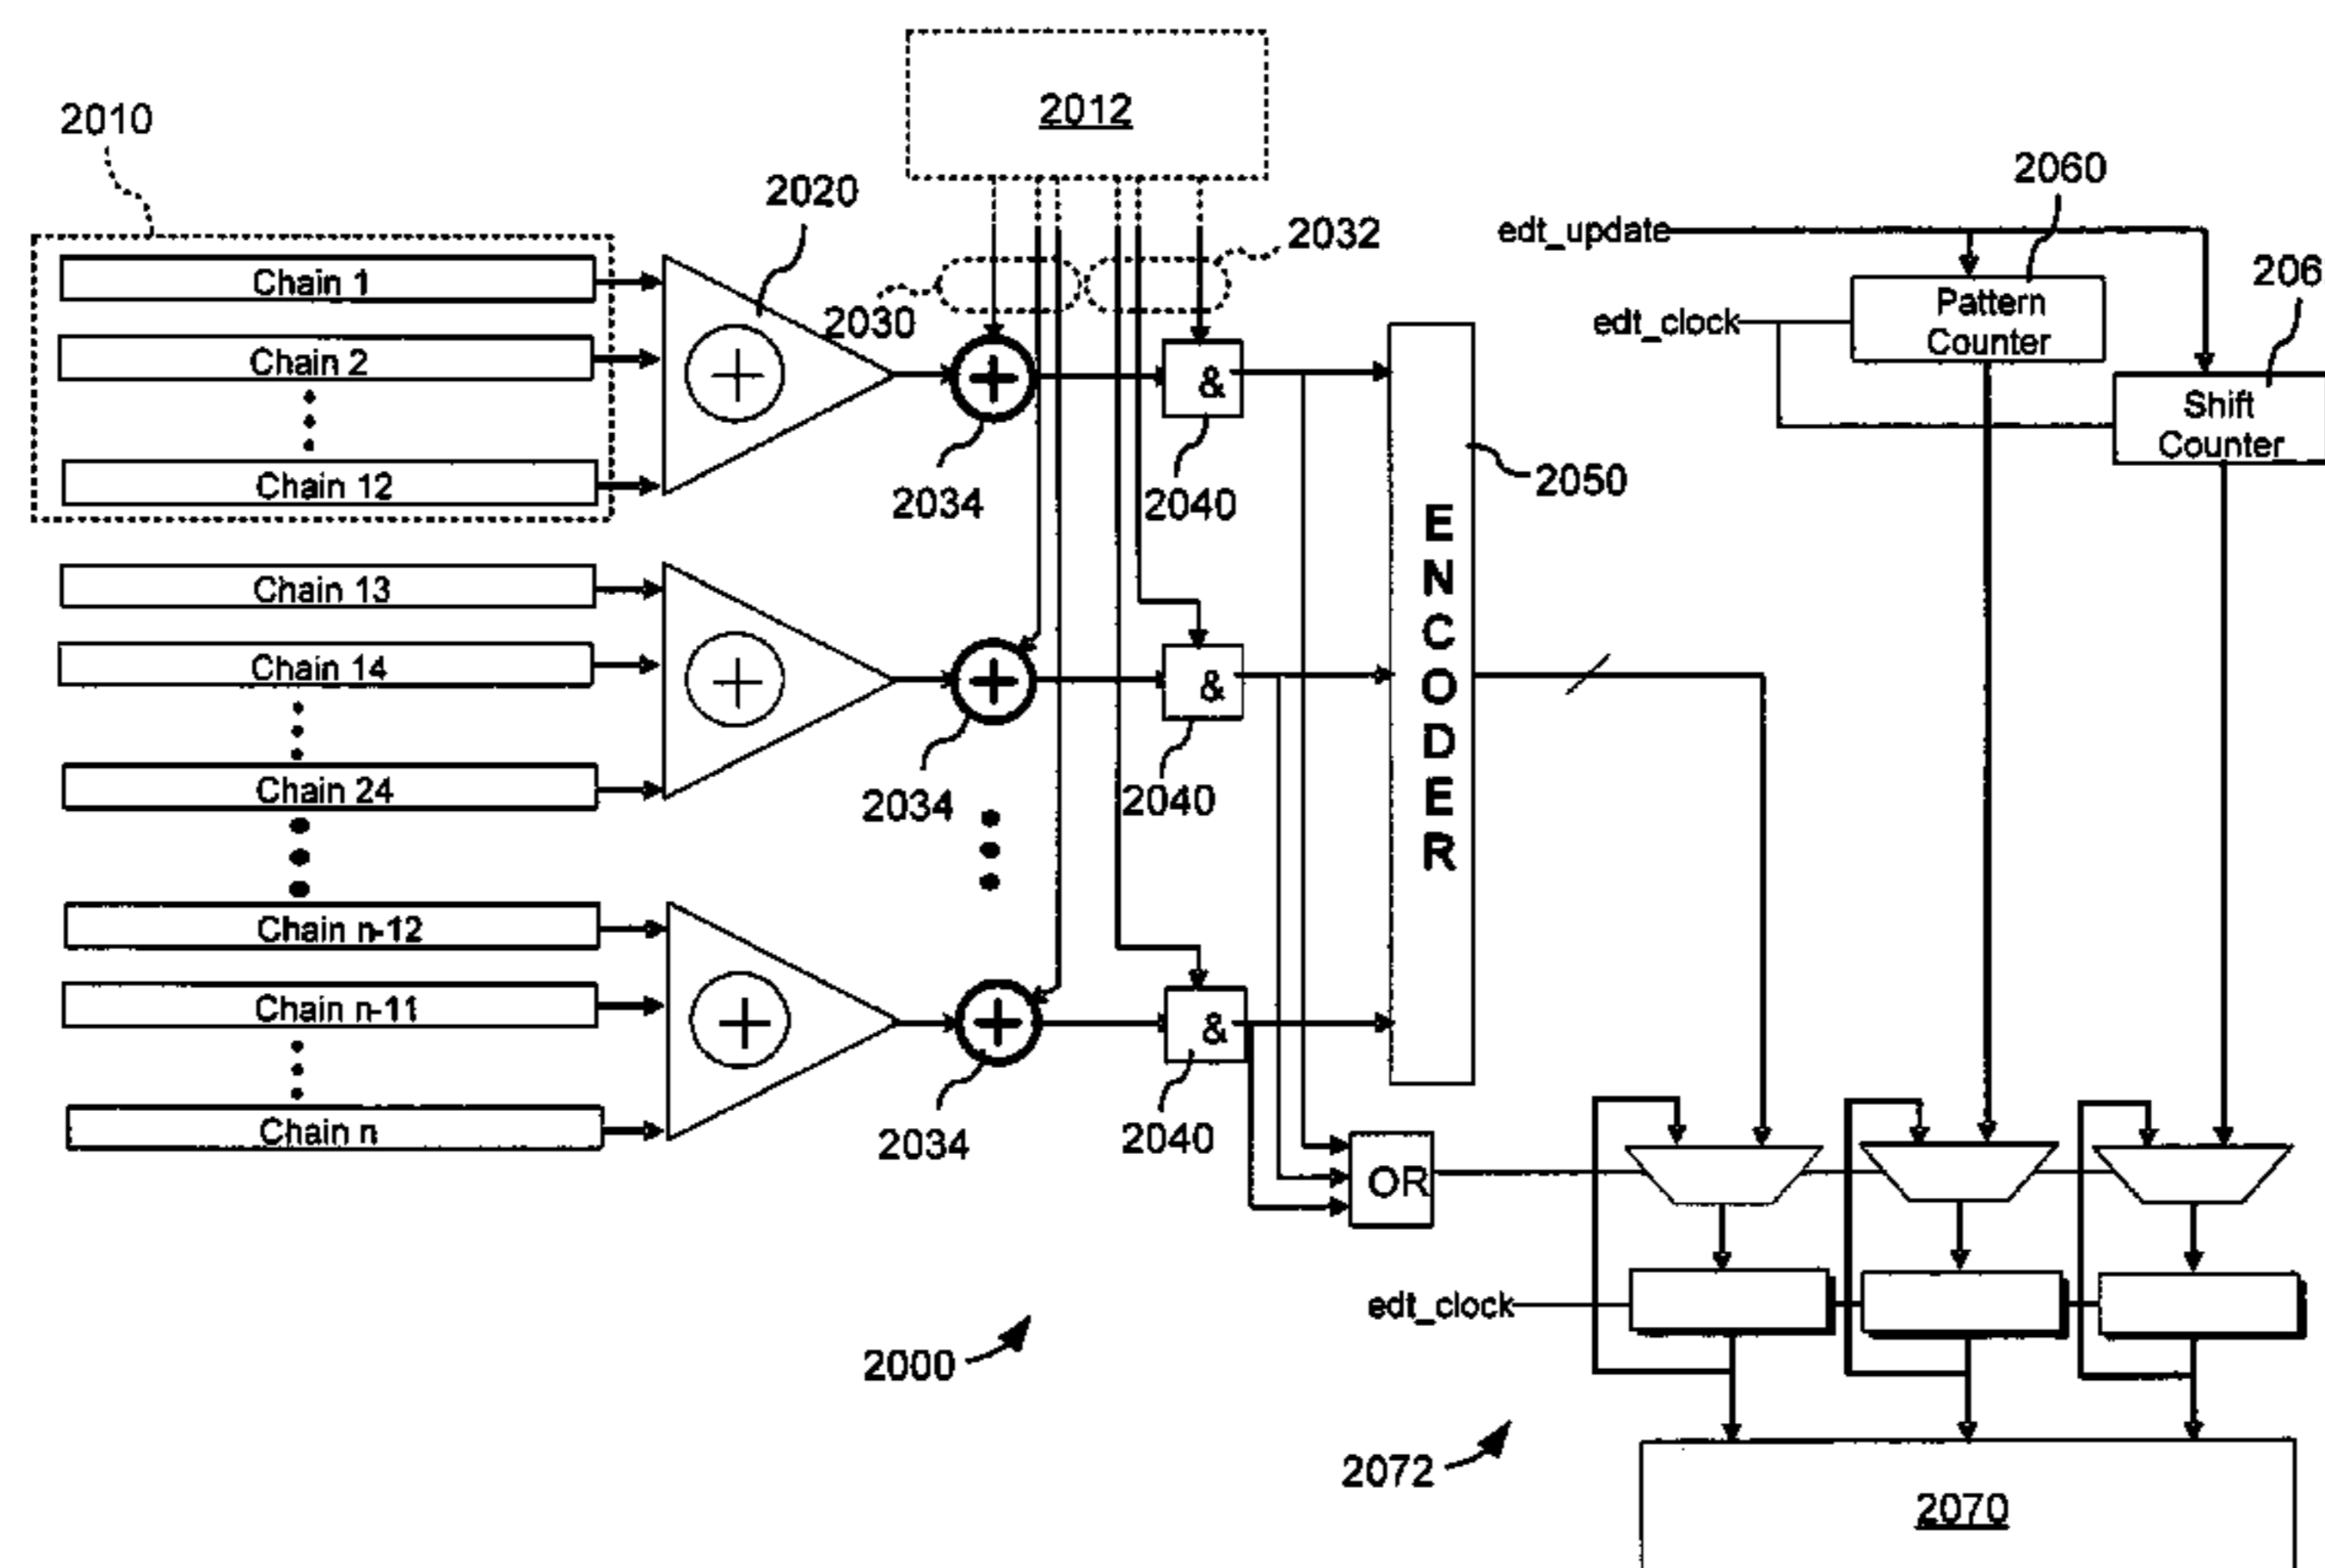 2010
2012
2020
2060
2032
edt_update
206
Chain 1
Pattern
Counter
2030
edt_clock
Chain 2
&
Shift
Counter
Chain 12
2034
2040
2050
ENCODER
Chain 13
Chain 14
&
Chain 24
2034
2040
Chain n-12
Chain n-11
&
Chain n
2034
2040
OR
edt_clock
2000
2072
2070